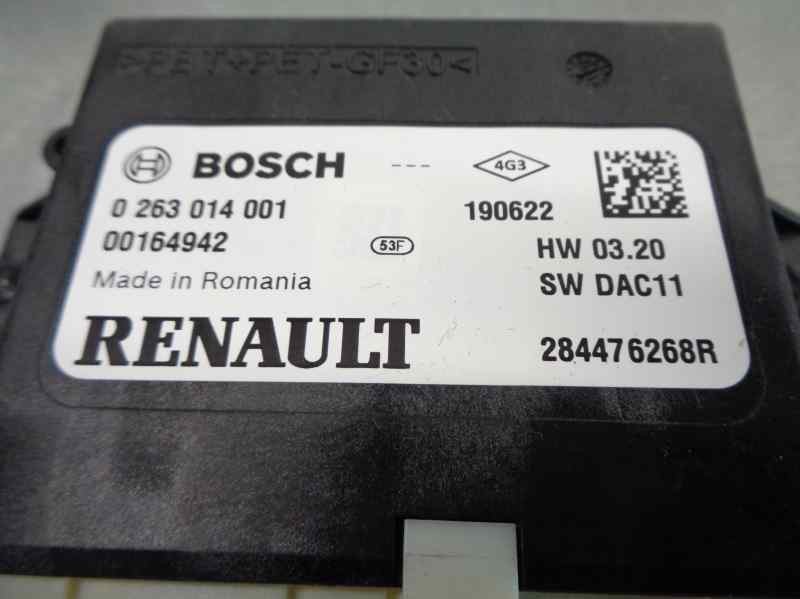 >PBT+PET-GF30<
BOSCH --- 4G3
0 263 014 001 190622
00164942 53F HW 03.20
Made in Romania SW DAC11
RENAULT 284476268R